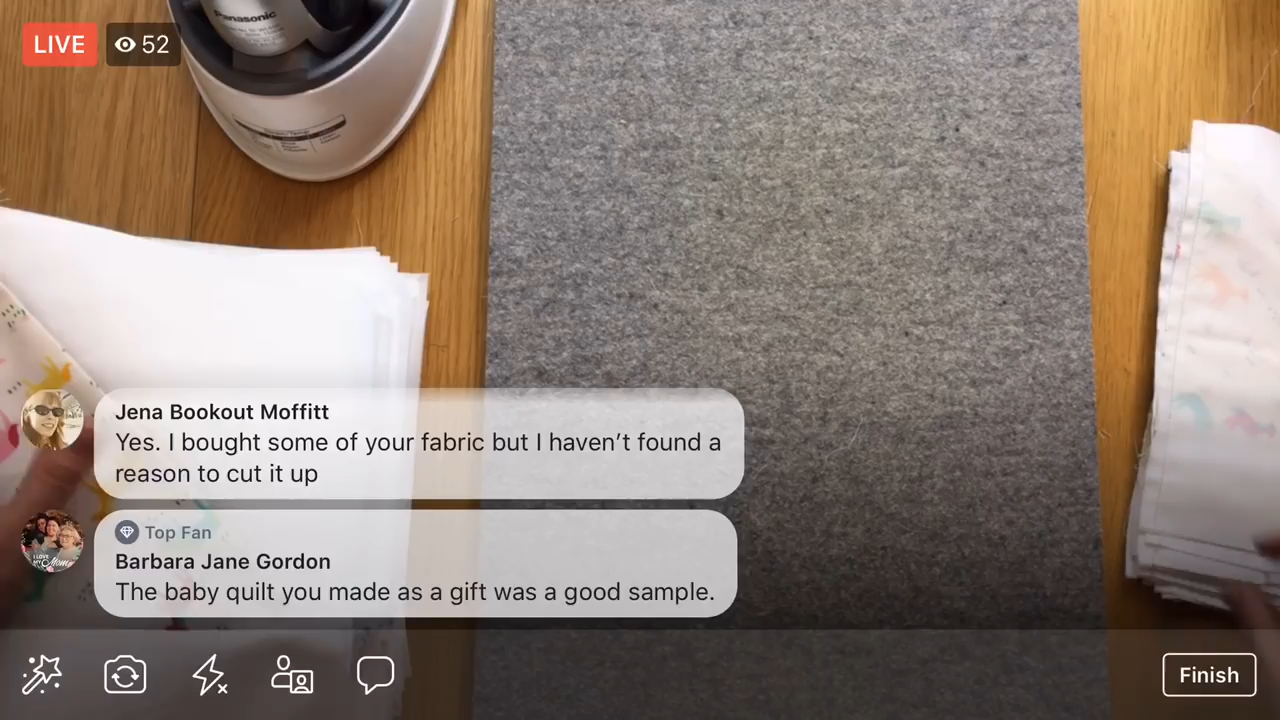 LIVE
52
Panasonic
Jena Bookout Moffitt
Yes. I bought some of your fabric but I haven't found a
reason to cut it up
Top Fan
Barbara Jane Gordon
The baby quilt you made as a gift was a good sample.
Finish